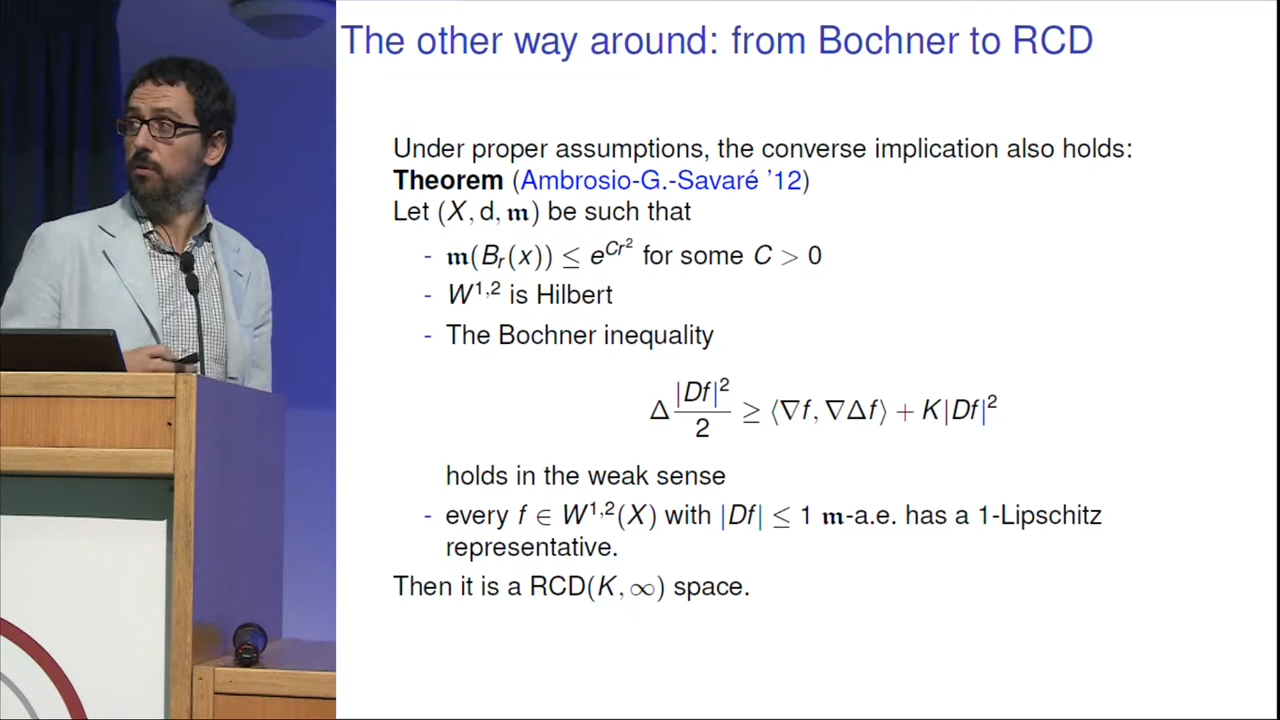 The other way around: from Bochner to RCD
Under proper assumptions, the converse implication also holds:
Theorem (Ambrosio-G.-Savaré '12)
Let (X, d, 𝔪) be such that
- 𝔪(Bᵣ(x)) ≤ e^{Cr²} for some C > 0
- W^{1,2} is Hilbert
- The Bochner inequality
Δ |Df|²/2 ≥ ⟨∇f, ∇Δf⟩ + K|Df|²
holds in the weak sense
- every f ∈ W^{1,2}(X) with |Df| ≤ 1 𝔪-a.e. has a 1-Lipschitz
representative.
Then it is a RCD(K, ∞) space.